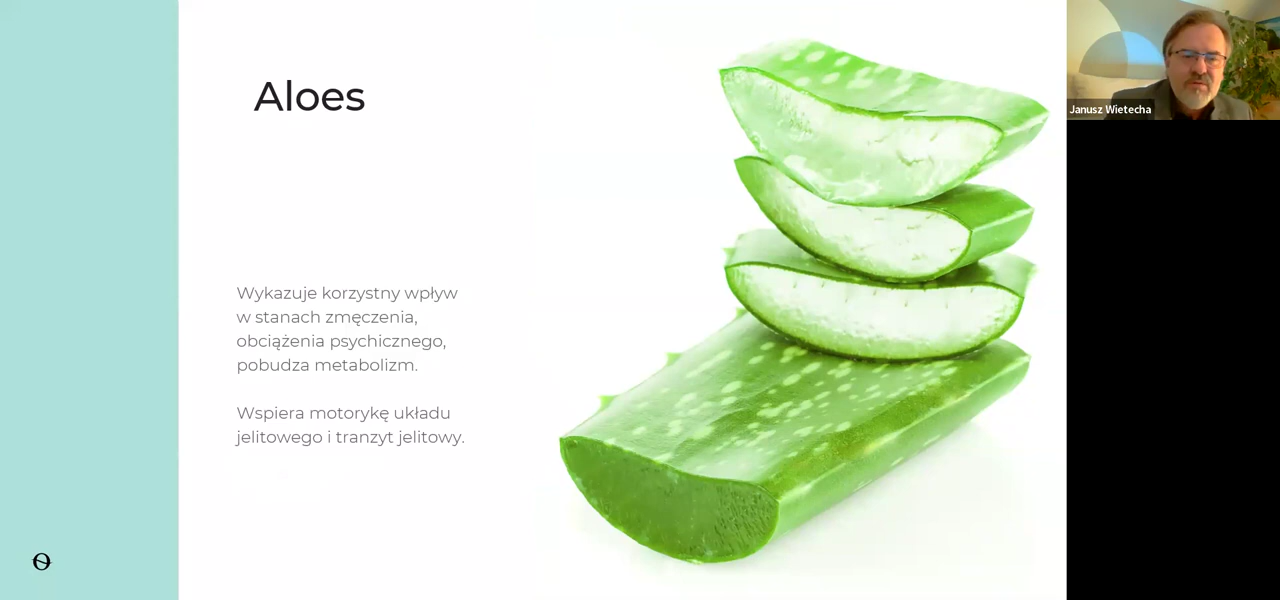 Aloes
Wykazuje korzystny wpływ
w stanach zmęczenia,
obciążenia psychicznego,
pobudza metabolizm.
Wspiera motorykę układu
jelitowego i tranzyt jelitowy.
Janusz Wietecha